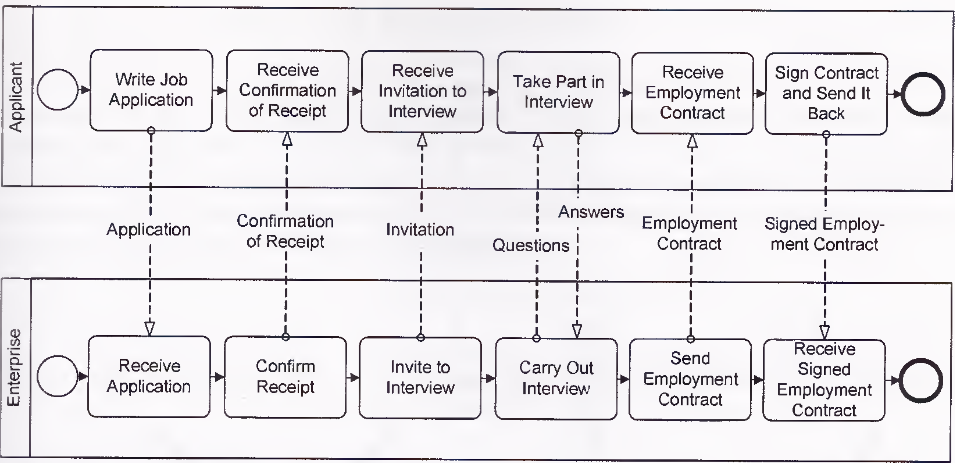 Applicant
Write Job
Application
Receive
Confirmation
of Receipt
Receive
Invitation to
Interview
Take Part in
Interview
Receive
Employment
Contract
Sign Contract
and Send It
Back
Application
Confirmation
of Receipt
Invitation
Questions
Answers
Employment
Contract
Signed Employ-
ment Contract
Enterprise
Receive
Application
Confirm
Receipt
Invite to
Interview
Carry Out
Interview
Send
Employment
Contract
Receive
Signed
Employment
Contract